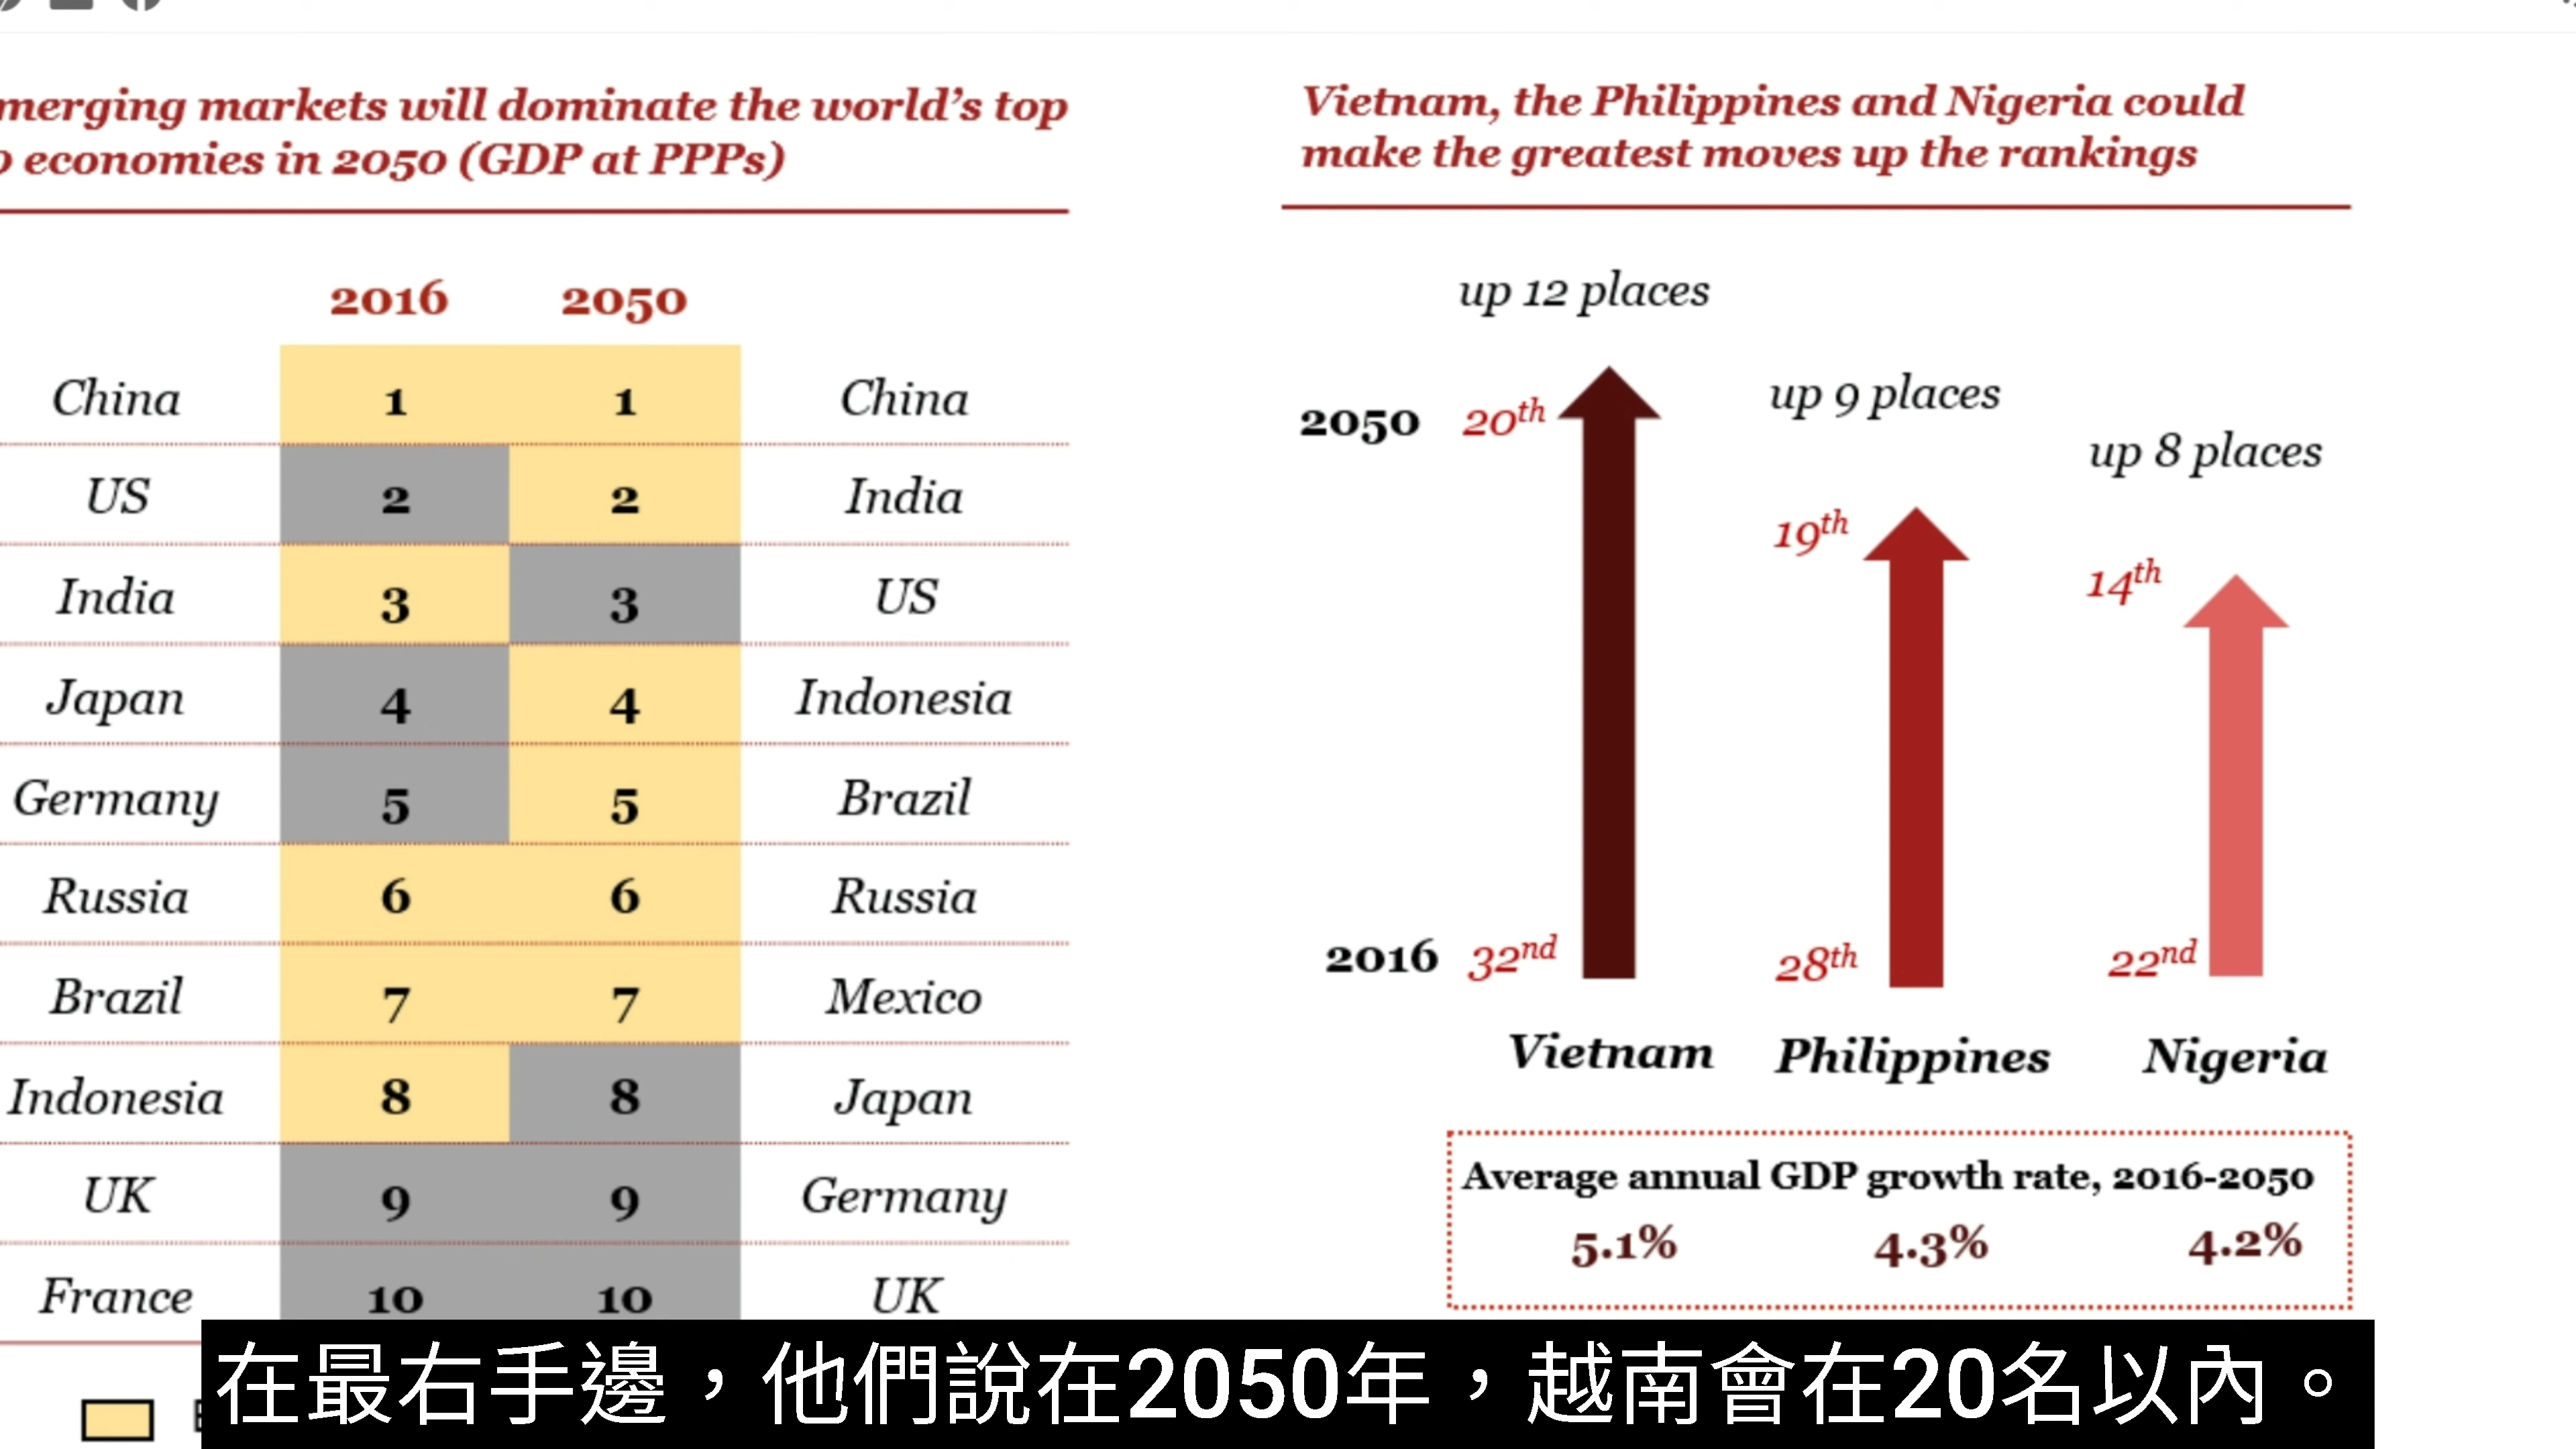 merging markets will dominate the world's top
economies in 2050 (GDP at PPPs)
2016 2050
China 1 1 China
US 2 2 India
India 3 3 US
Japan 4 4 Indonesia
Germany 5 5 Brazil
Russia 6 6 Russia
Brazil 7 7 Mexico
Indonesia 8 8 Japan
UK 9 9 Germany
France 10 10 UK
Vietnam, the Philippines and Nigeria could
make the greatest moves up the rankings
up 12 places
up 9 places
up 8 places
2050 20th
19th
14th
2016 32nd 28th 22nd
Vietnam Philippines Nigeria
Average annual GDP growth rate, 2016-2050
5.1% 4.3% 4.2%
在最右手邊，他們說在2050年，越南會在20名以內。